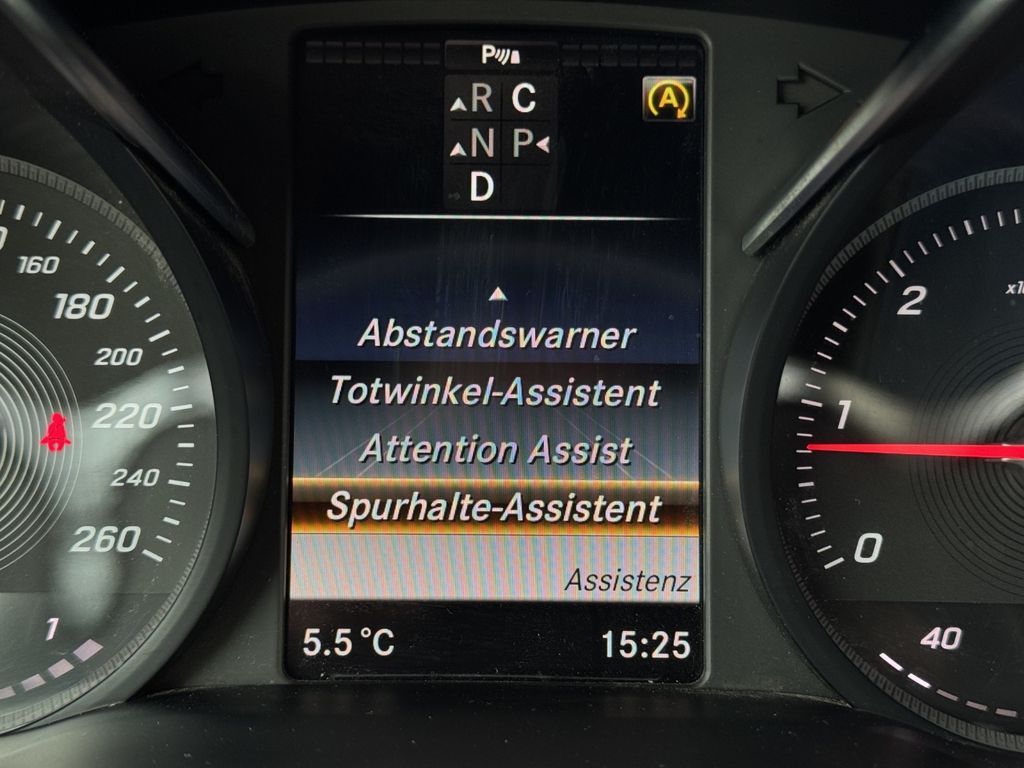 P
R C
N P
D
A
Abstandswarner
Totwinkel-Assistent
Attention Assist
Spurhalte-Assistent
Assistenz
5.5 °C
15:25
160
180
200
220
240
260
1
2
1
0
40